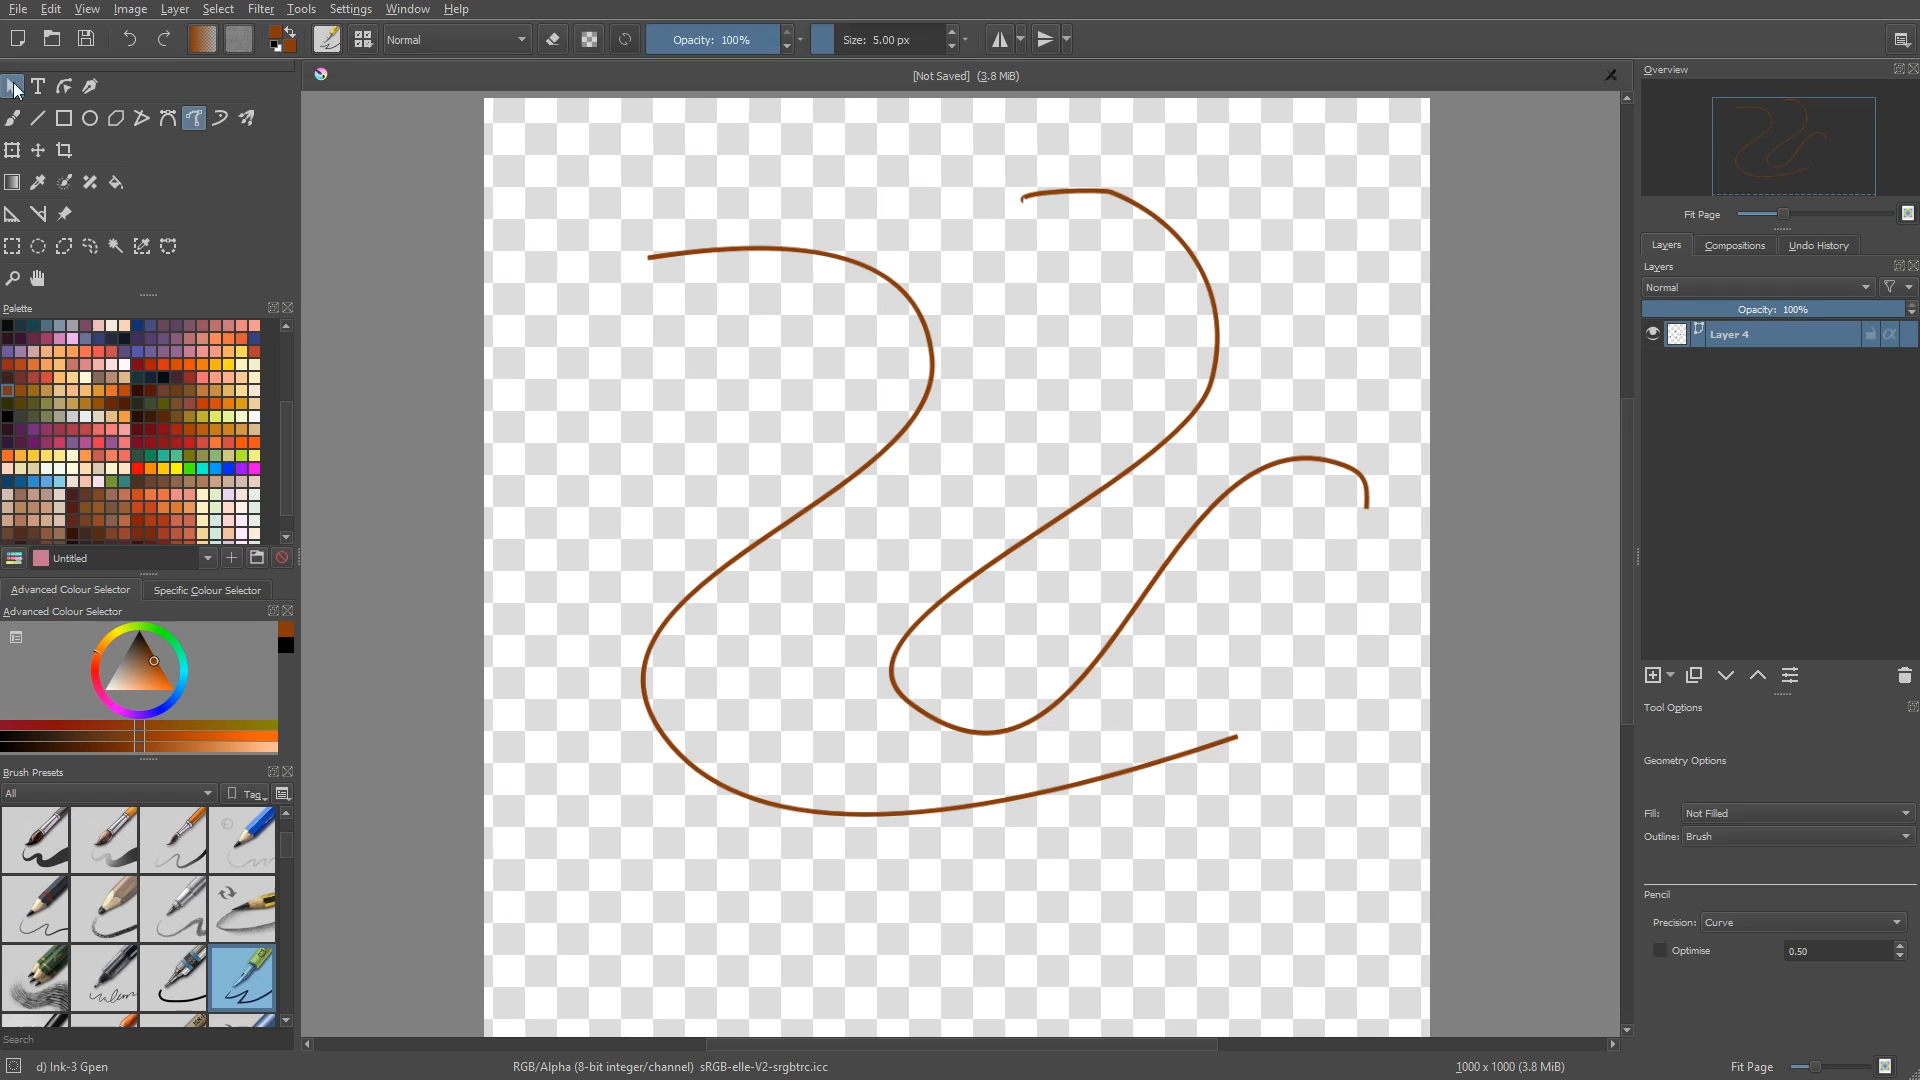 File Edit View Image Layer Select Filter Tools Settings Window Help
Normal Opacity: 100% Size: 5.00 px
[Not Saved] (3.8 MiB)
Overview
Fit Page
Layers Compositions Undo History
Layers
Normal
Opacity: 100%
Layer 4
Palette
Untitled
Advanced Colour Selector Specific Colour Selector
Advanced Colour Selector
Brush Presets
All Tag
Search
Tool Options
Geometry Options
Fill: Not Filled
Outline: Brush
Pencil
Precision: Curve
Optimise 0.50
d) Ink-3 Gpen RGB/Alpha (8-bit integer/channel) sRGB-elle-V2-srgbtrc.icc 1000 x 1000 (3.8 MiB) Fit Page